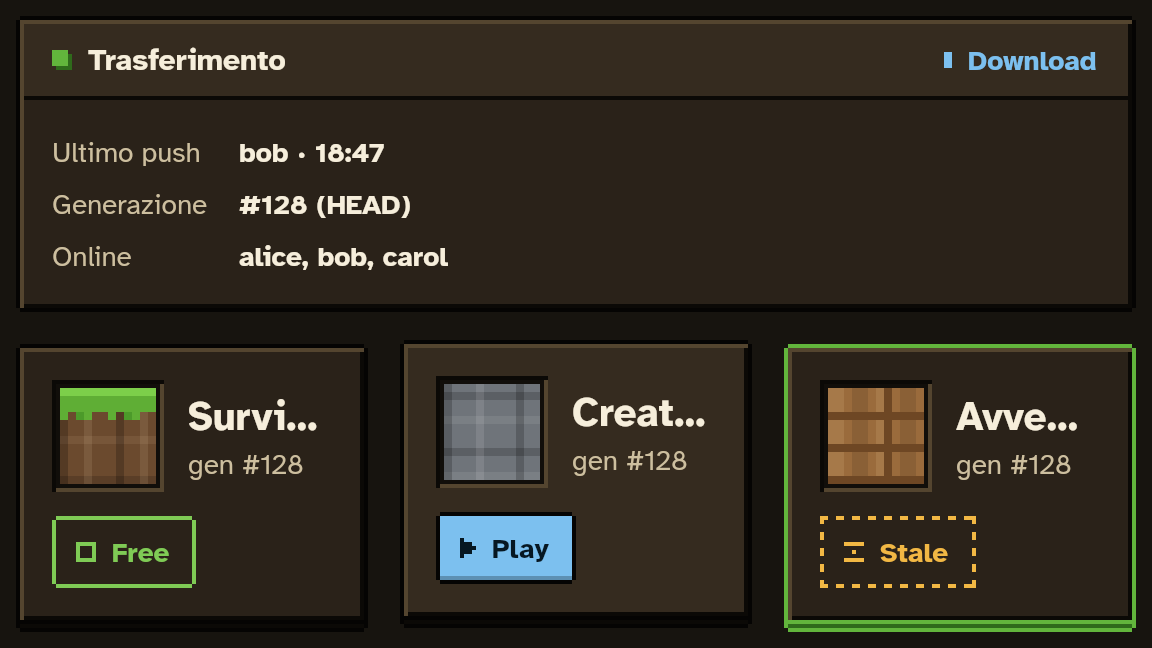 Trasferimento
Download
Ultimo push bob · 18:47
Generazione #128 (HEAD)
Online alice, bob, carol
Survi...
gen #128
Free
Creat...
gen #128
Play
Avve...
gen #128
Stale